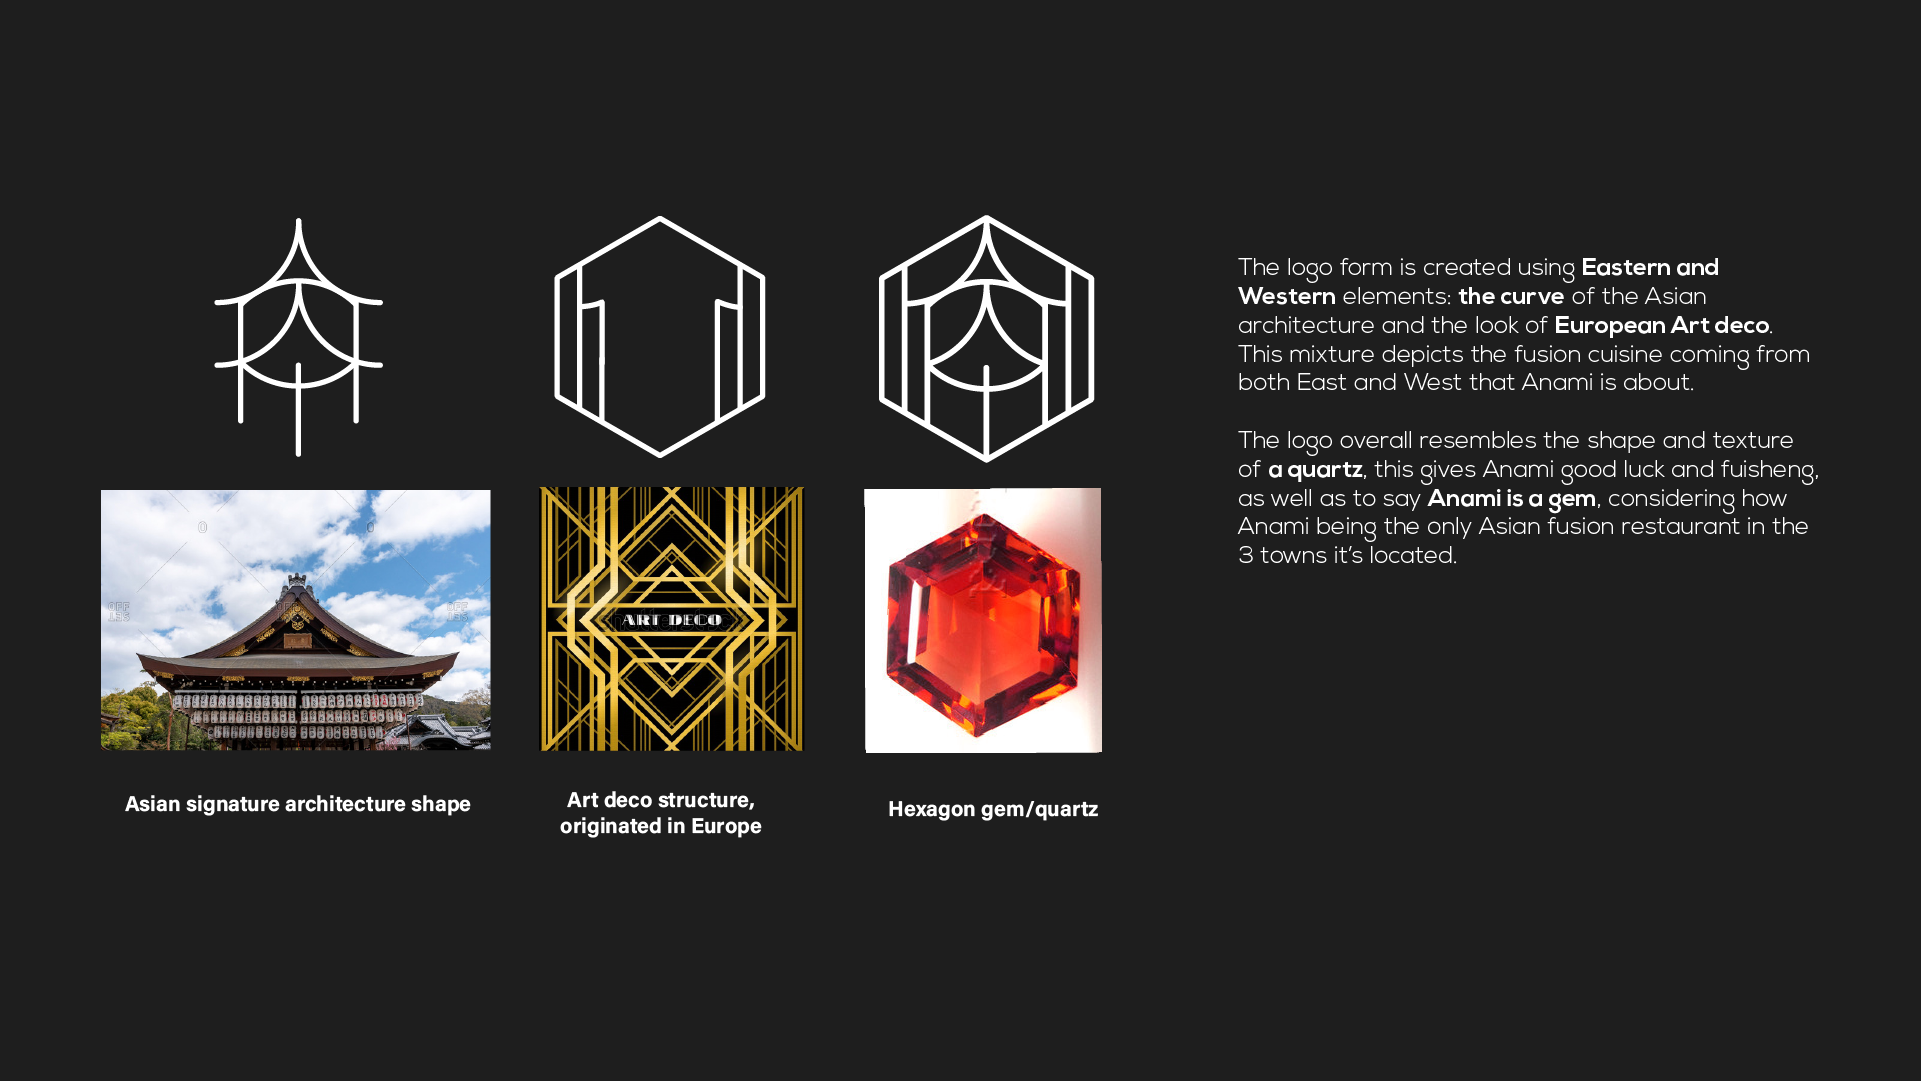 The logo form is created using Eastern and
Western elements: the curve of the Asian
architecture and the look of European Art deco.
This mixture depicts the fusion cuisine coming from
both East and West that Anami is about.
The logo overall resembles the shape and texture
of a quartz, this gives Anami good luck and fuisheng,
as well as to say Anami is a gem, considering how
Anami being the only Asian fusion restaurant in the
3 towns it's located.
ART DECO
Asian signature architecture shape
Art deco structure,
originated in Europe
Hexagon gem/quartz